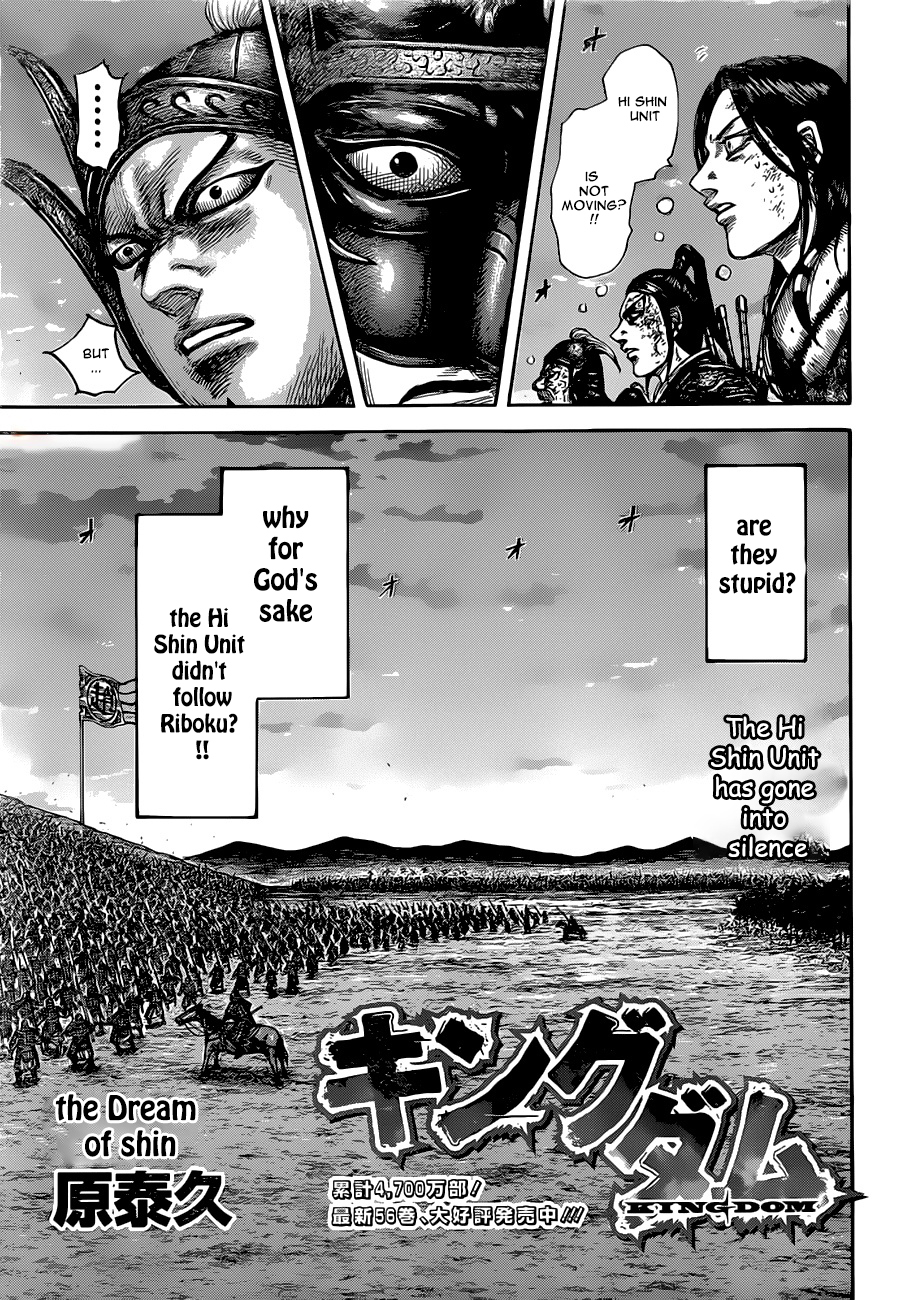 HI SHIN
UNIT
IS
NOT
MOVING?
!!
......
BUT
...
are
they
stupid?
why
for
God's
sake
the Hi
Shin Unit
didn't
follow
Riboku?
!!
The Hi
Shin Unit
has gone
into
silence
趙
キングダム
KINGDOM
the Dream
of shin
原泰久
累計4,700万部!
最新56巻、大好評発売中!!!